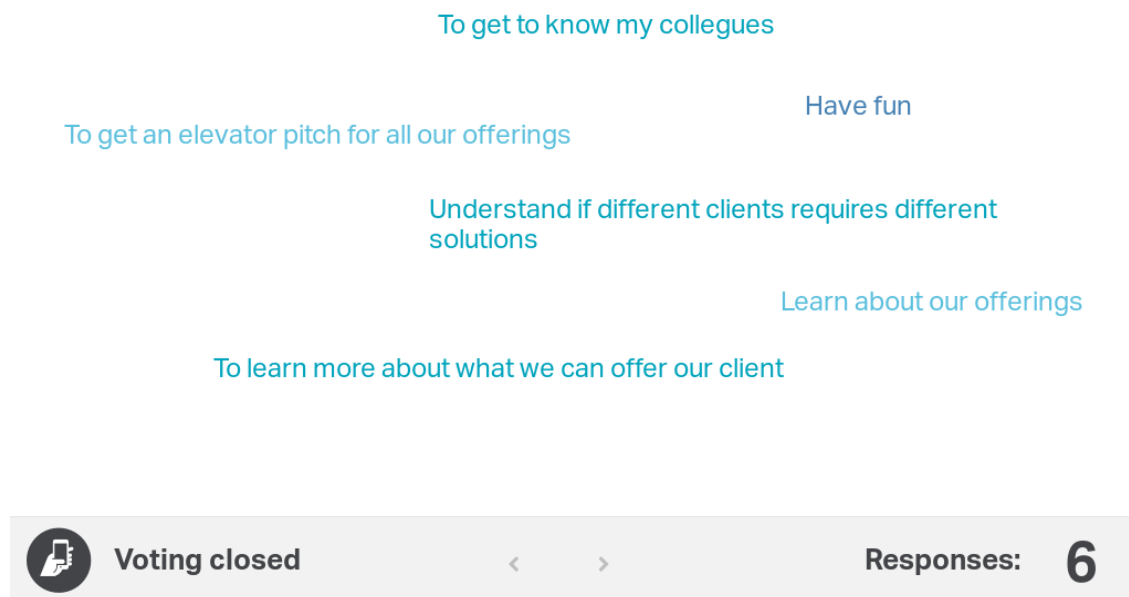 To get to know my collegues
Have fun
To get an elevator pitch for all our offerings
Understand if different clients requires different
solutions
Learn about our offerings
To learn more about what we can offer our client
Voting closed
Responses: 6